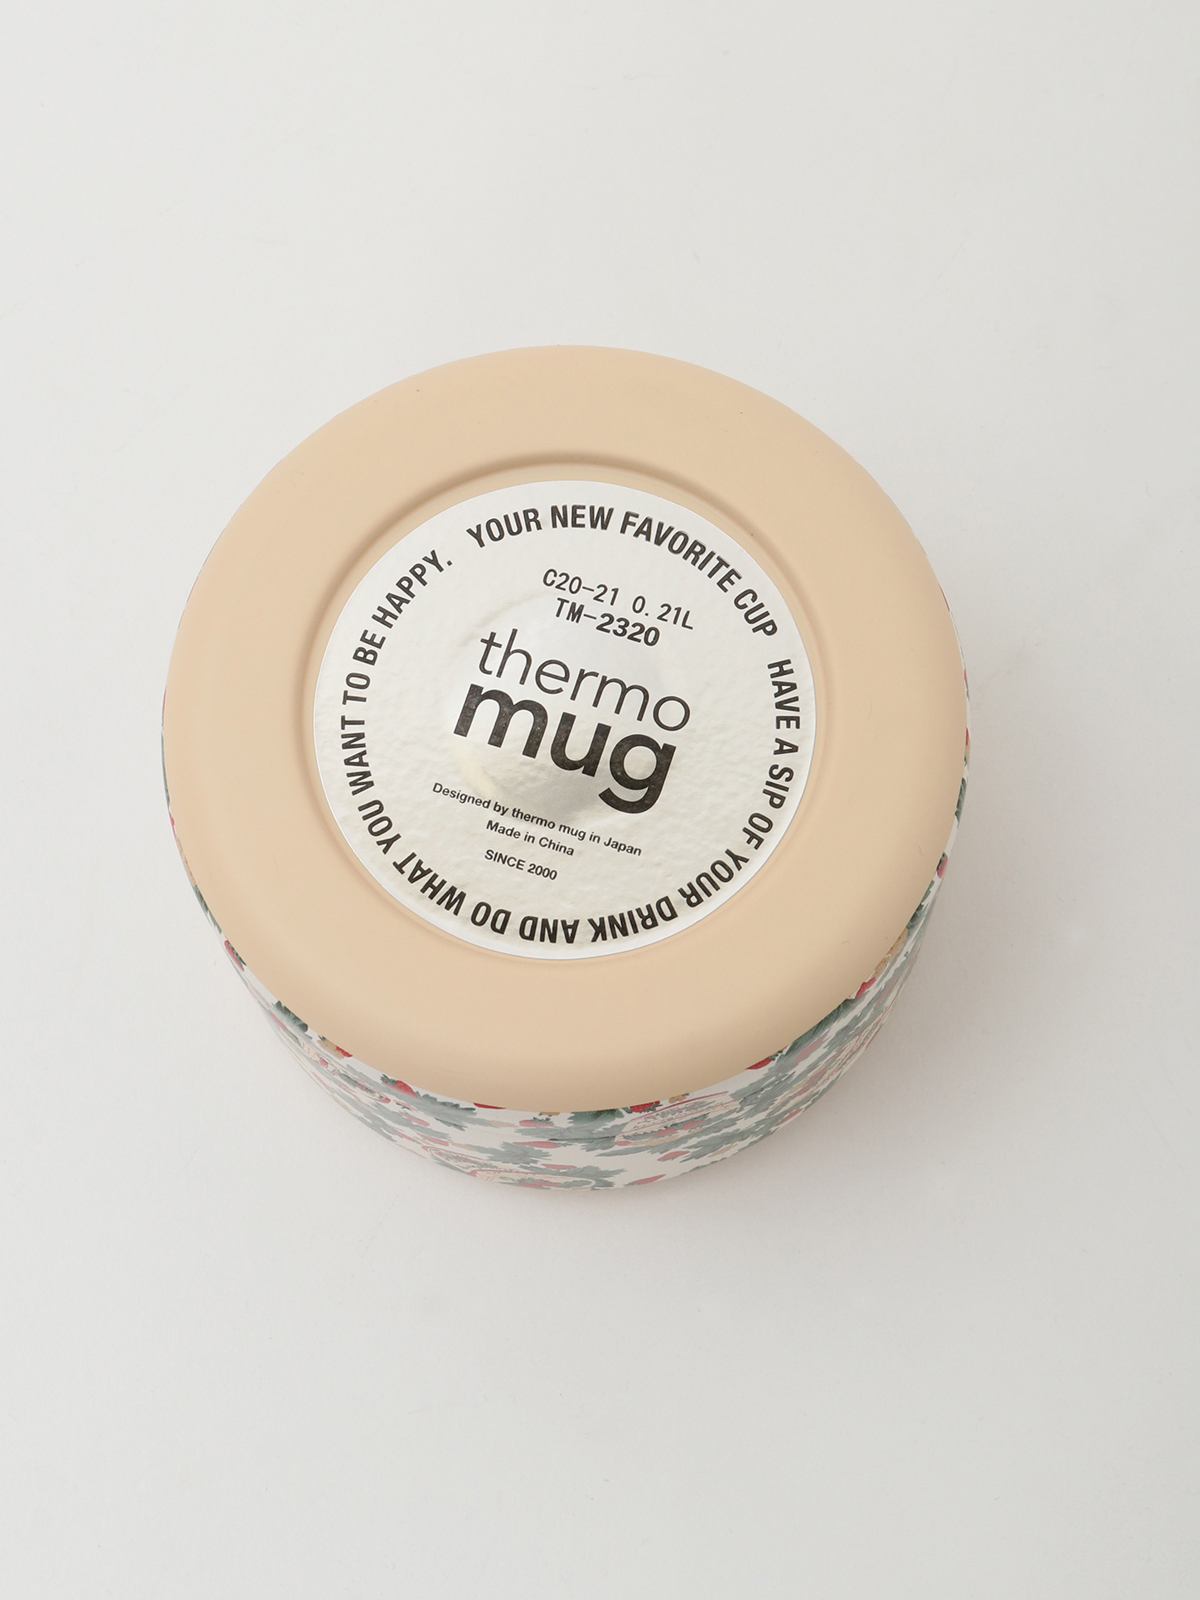 YOUR NEW FAVORITE CUP HAVE A SIP OF YOUR DRINK AND DO WHAT YOU WANT TO BE HAPPY.
C20-21 0.21L
TM-2320
thermo
mug
Designed by thermo mug in Japan
Made in China
SINCE 2000